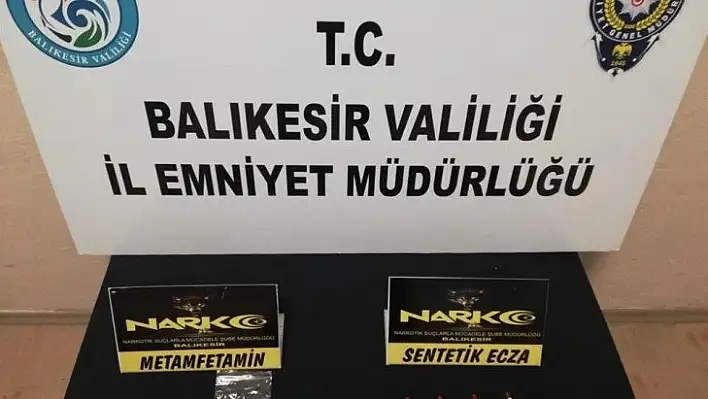 BALIKESİR VALİLİĞİ
T.C.
BALIKESİR VALİLİĞİ
İL EMNİYET MÜDÜRLÜĞÜ
1845
NARKO
NARKOTİK SUÇLARLA MÜCADELE ŞUBE MÜDÜRLÜĞÜ
BALIKESİR
METAMFETAMİN
NARKO
NARKOTİK SUÇLARLA MÜCADELE ŞUBE MÜDÜRLÜĞÜ
BALIKESİR
SENTETİK ECZA